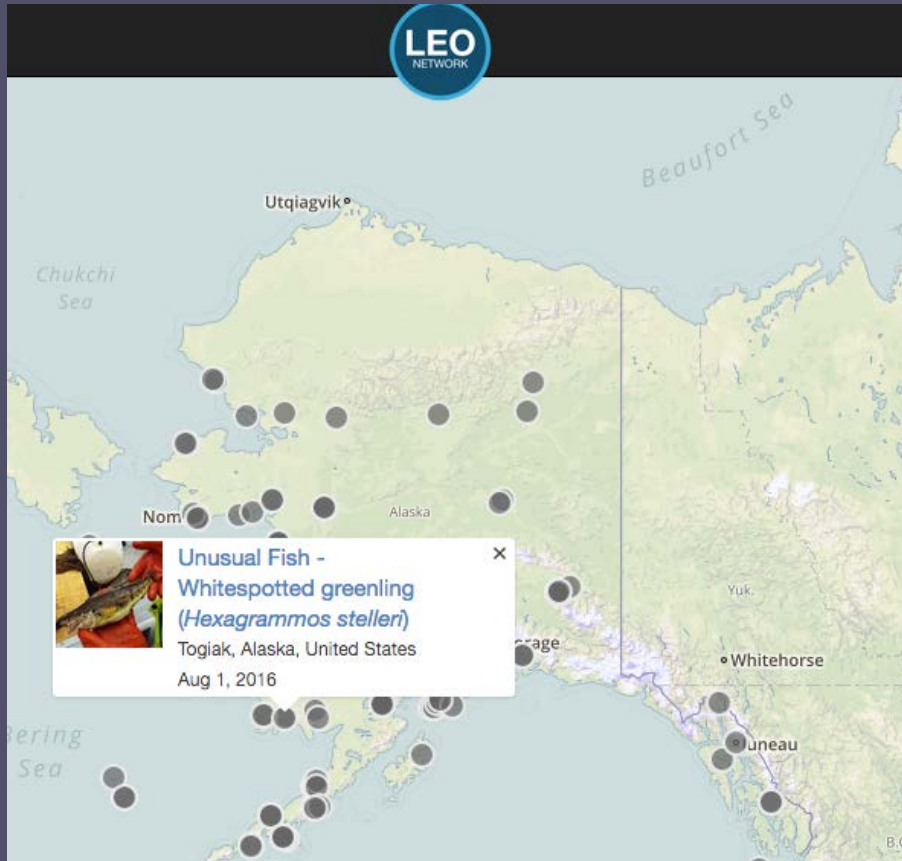 LEO
NETWORK
Beaufort Sea
Utqiagvik
Chukchi
Sea
Alaska
Nom
Unusual Fish -
Whitespotted greenling
(Hexagrammos stelleri)
Togiak, Alaska, United States
Aug 1, 2016
×
Yuk.
orage
Whitehorse
Bering
Sea
uneau
B.C